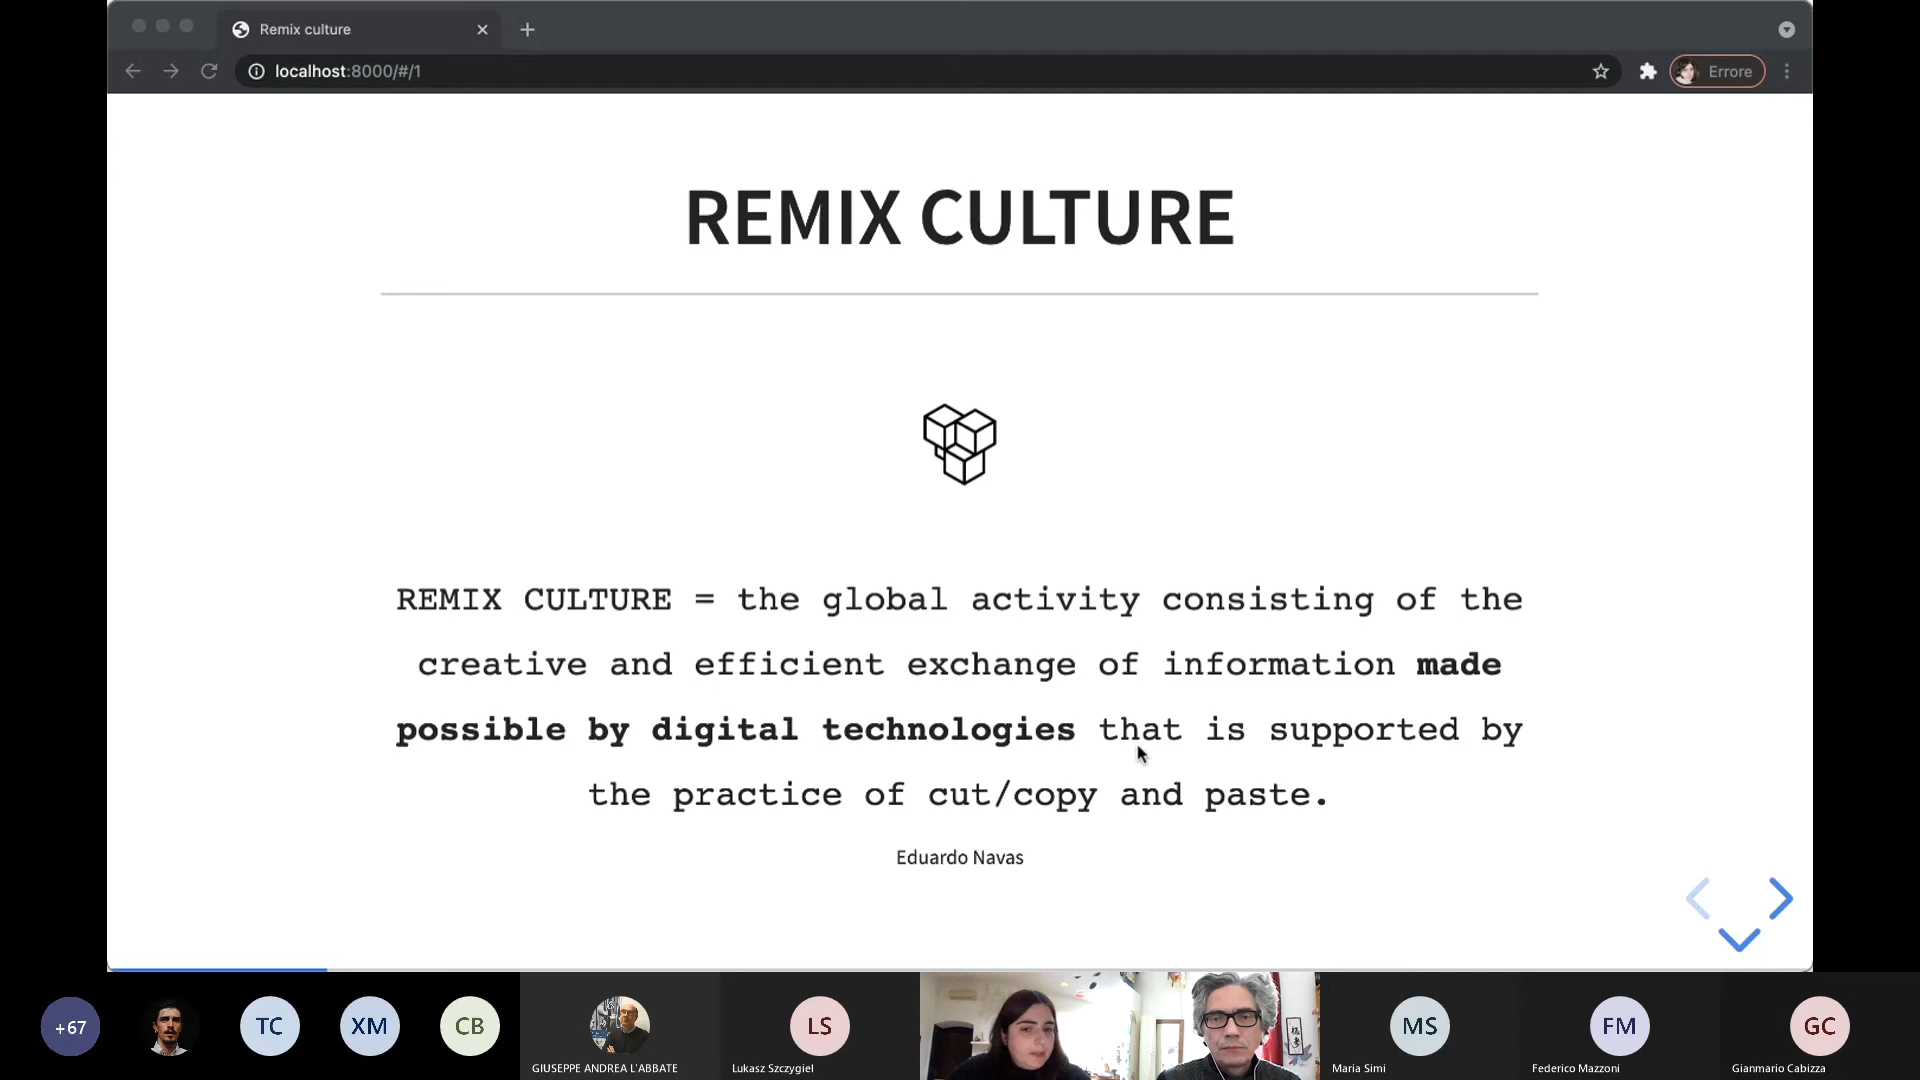 Remix culture
localhost:8000/#/1
Errore
REMIX CULTURE
REMIX CULTURE = the global activity consisting of the
creative and efficient exchange of information made
possible by digital technologies that is supported by
the practice of cut/copy and paste.
Eduardo Navas
+67
TC
XM
CB
GIUSEPPE ANDREA L'ABBATE
LS
Lukasz Szczygiel
MS
Maria Simi
FM
Federico Mazzoni
GC
Gianmario Cabizza